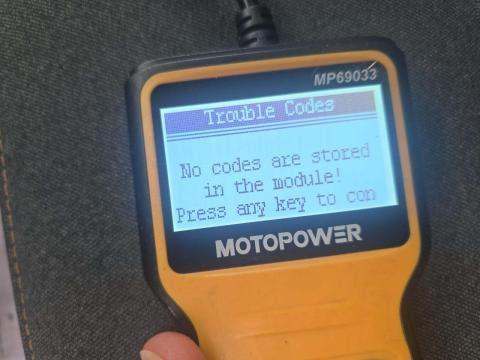 MP69033
Trouble Codes
No codes are stored
in the module!
Press any key to con
MOTOPOWER